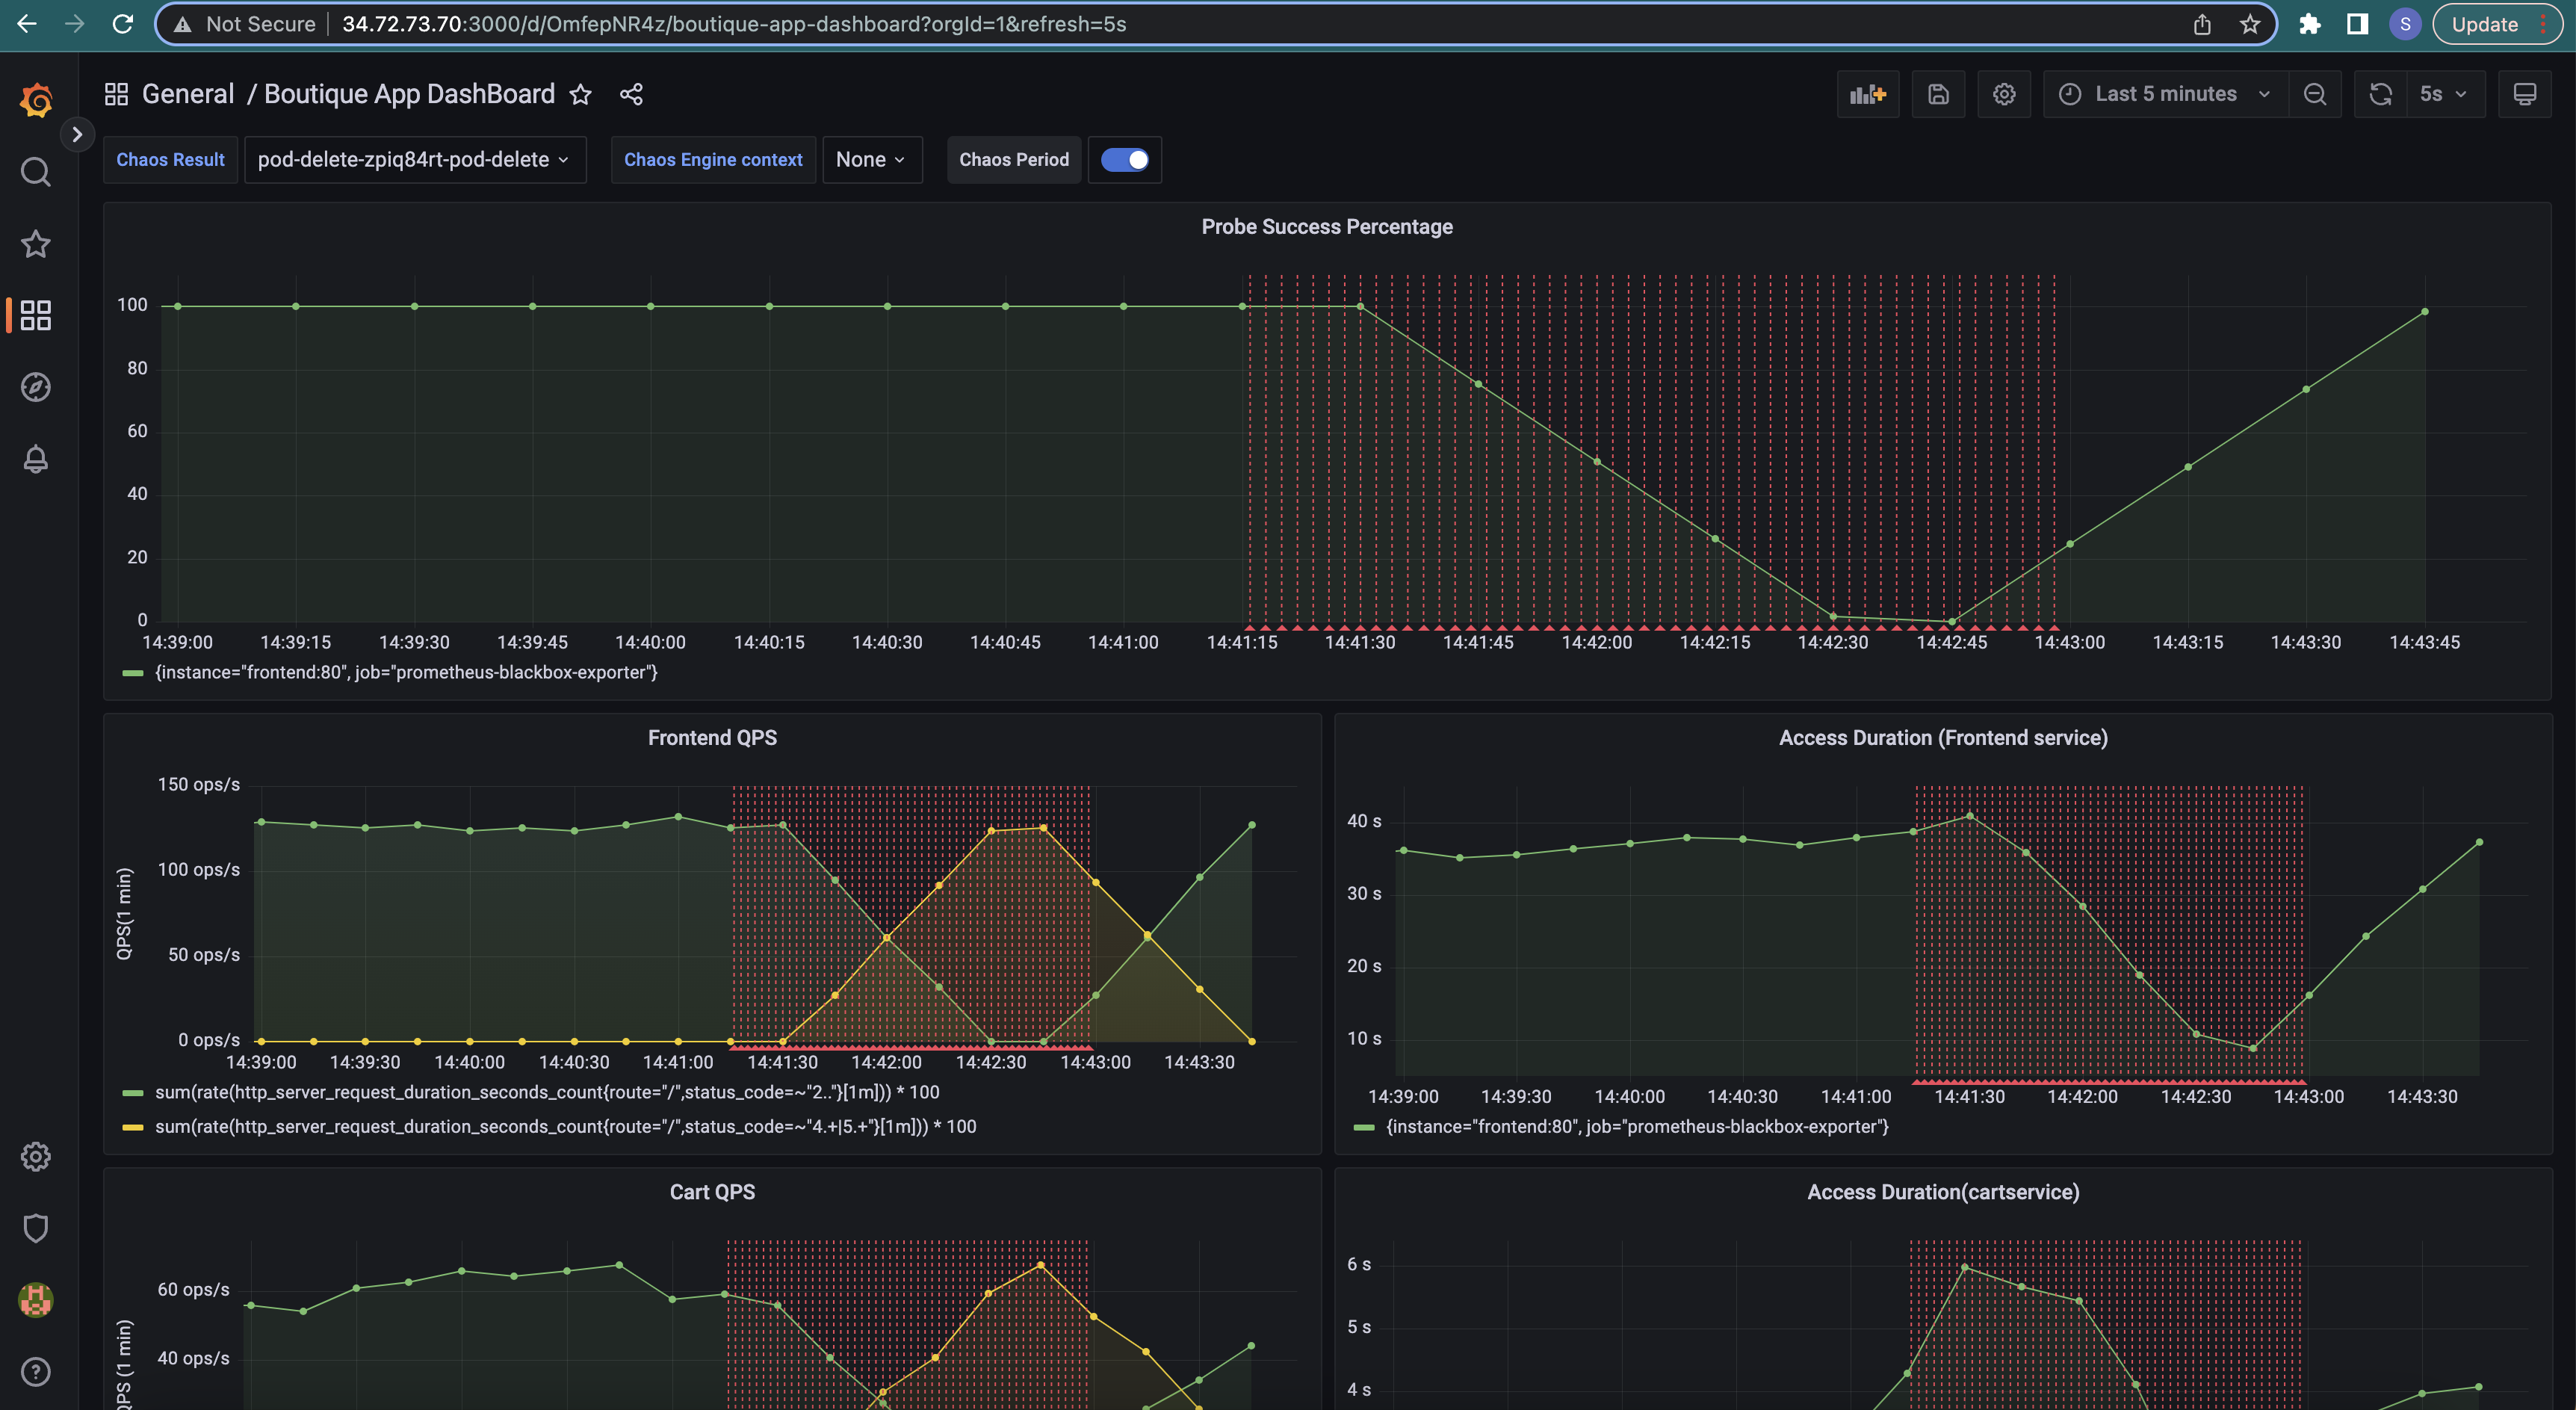 Not Secure 34.72.73.70:3000/d/OmfepNR4z/boutique-app-dashboard?orgId=1&refresh=5s S Update
General / Boutique App DashBoard Last 5 minutes 5s
Chaos Result pod-delete-zpiq84rt-pod-delete Chaos Engine context None Chaos Period
Probe Success Percentage
100
80
60
40
20
0
14:39:00 14:39:15 14:39:30 14:39:45 14:40:00 14:40:15 14:40:30 14:40:45 14:41:00 14:41:15 14:41:30 14:41:45 14:42:00 14:42:15 14:42:30 14:42:45 14:43:00 14:43:15 14:43:30 14:43:45
{instance="frontend:80", job="prometheus-blackbox-exporter"}
Frontend QPS
QPS(1 min)
150 ops/s
100 ops/s
50 ops/s
0 ops/s
14:39:00 14:39:30 14:40:00 14:40:30 14:41:00 14:41:30 14:42:00 14:42:30 14:43:00 14:43:30
sum(rate(http_server_request_duration_seconds_count{route="/",status_code=~"2.."}[1m])) * 100
sum(rate(http_server_request_duration_seconds_count{route="/",status_code=~"4.+|5.+"}[1m])) * 100
Access Duration (Frontend service)
40 s
30 s
20 s
10 s
14:39:00 14:39:30 14:40:00 14:40:30 14:41:00 14:41:30 14:42:00 14:42:30 14:43:00 14:43:30
{instance="frontend:80", job="prometheus-blackbox-exporter"}
Cart QPS
QPS (1 min)
60 ops/s
40 ops/s
Access Duration(cartservice)
6 s
5 s
4 s